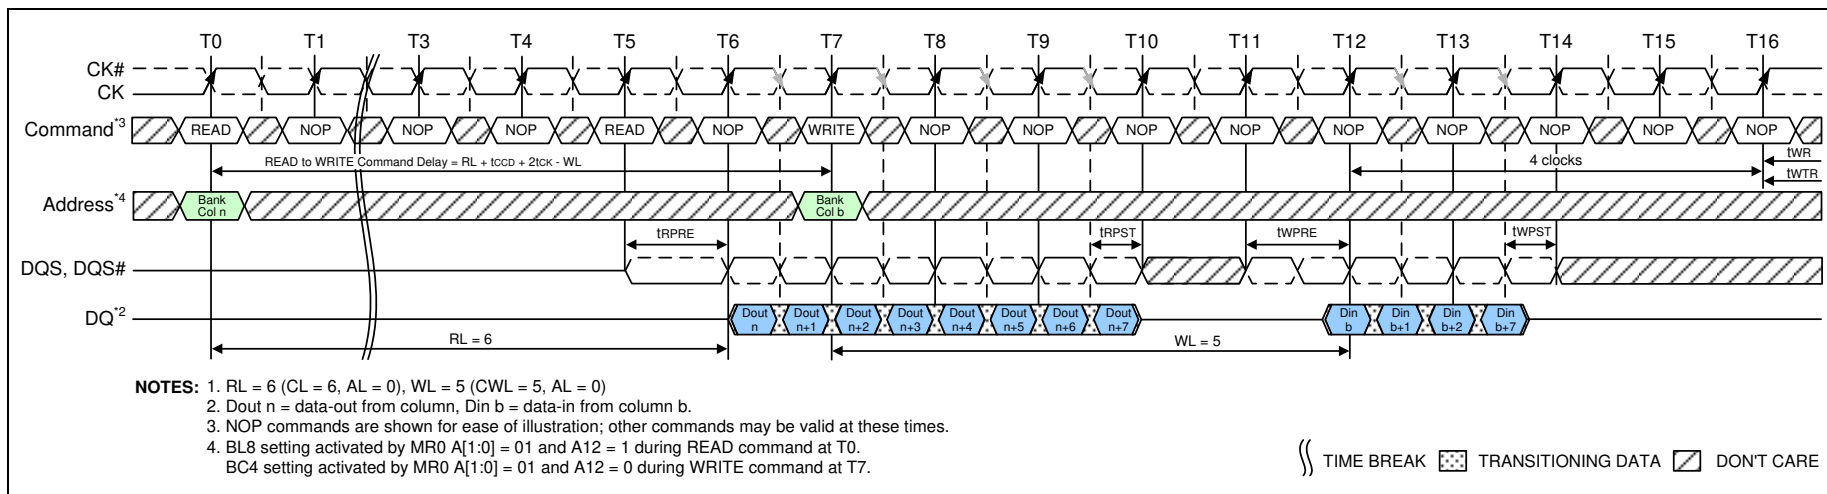 T0 T1 T3 T4 T5 T6 T7 T8 T9 T10 T11 T12 T13 T14 T15 T16
CK#
CK
Command*3 READ NOP NOP NOP READ NOP WRITE NOP NOP NOP NOP NOP NOP NOP NOP NOP
READ to WRITE Command Delay = RL + tCCD + 2tCK - WL
4 clocks
tWR
tWTR
Address*4
Bank Col n
Bank Col b
tRPRE tRPST tWPRE tWPST
DQS, DQS#
DQ*2
Dout n Dout n+1 Dout n+2 Dout n+3 Dout n+4 Dout n+5 Dout n+6 Dout n+7 Din b Din b+1 Din b+2 Din b+7
RL = 6
WL = 5
NOTES: 1. RL = 6 (CL = 6, AL = 0), WL = 5 (CWL = 5, AL = 0)
2. Dout n = data-out from column, Din b = data-in from column b.
3. NOP commands are shown for ease of illustration; other commands may be valid at these times.
4. BL8 setting activated by MR0 A[1:0] = 01 and A12 = 1 during READ command at T0.
BC4 setting activated by MR0 A[1:0] = 01 and A12 = 0 during WRITE command at T7.
TIME BREAK TRANSITIONING DATA DON'T CARE